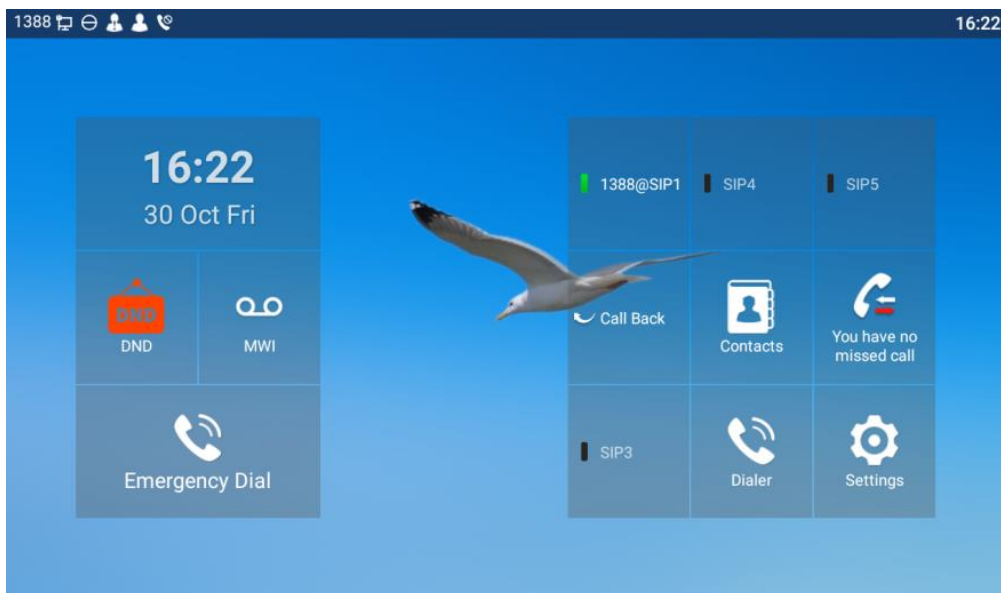 1388
16:22
16:22
30 Oct Fri
DND
DND
MWI
Emergency Dial
1388@SIP1
SIP4
SIP5
Call Back
Contacts
You have no
missed call
SIP3
Dialer
Settings